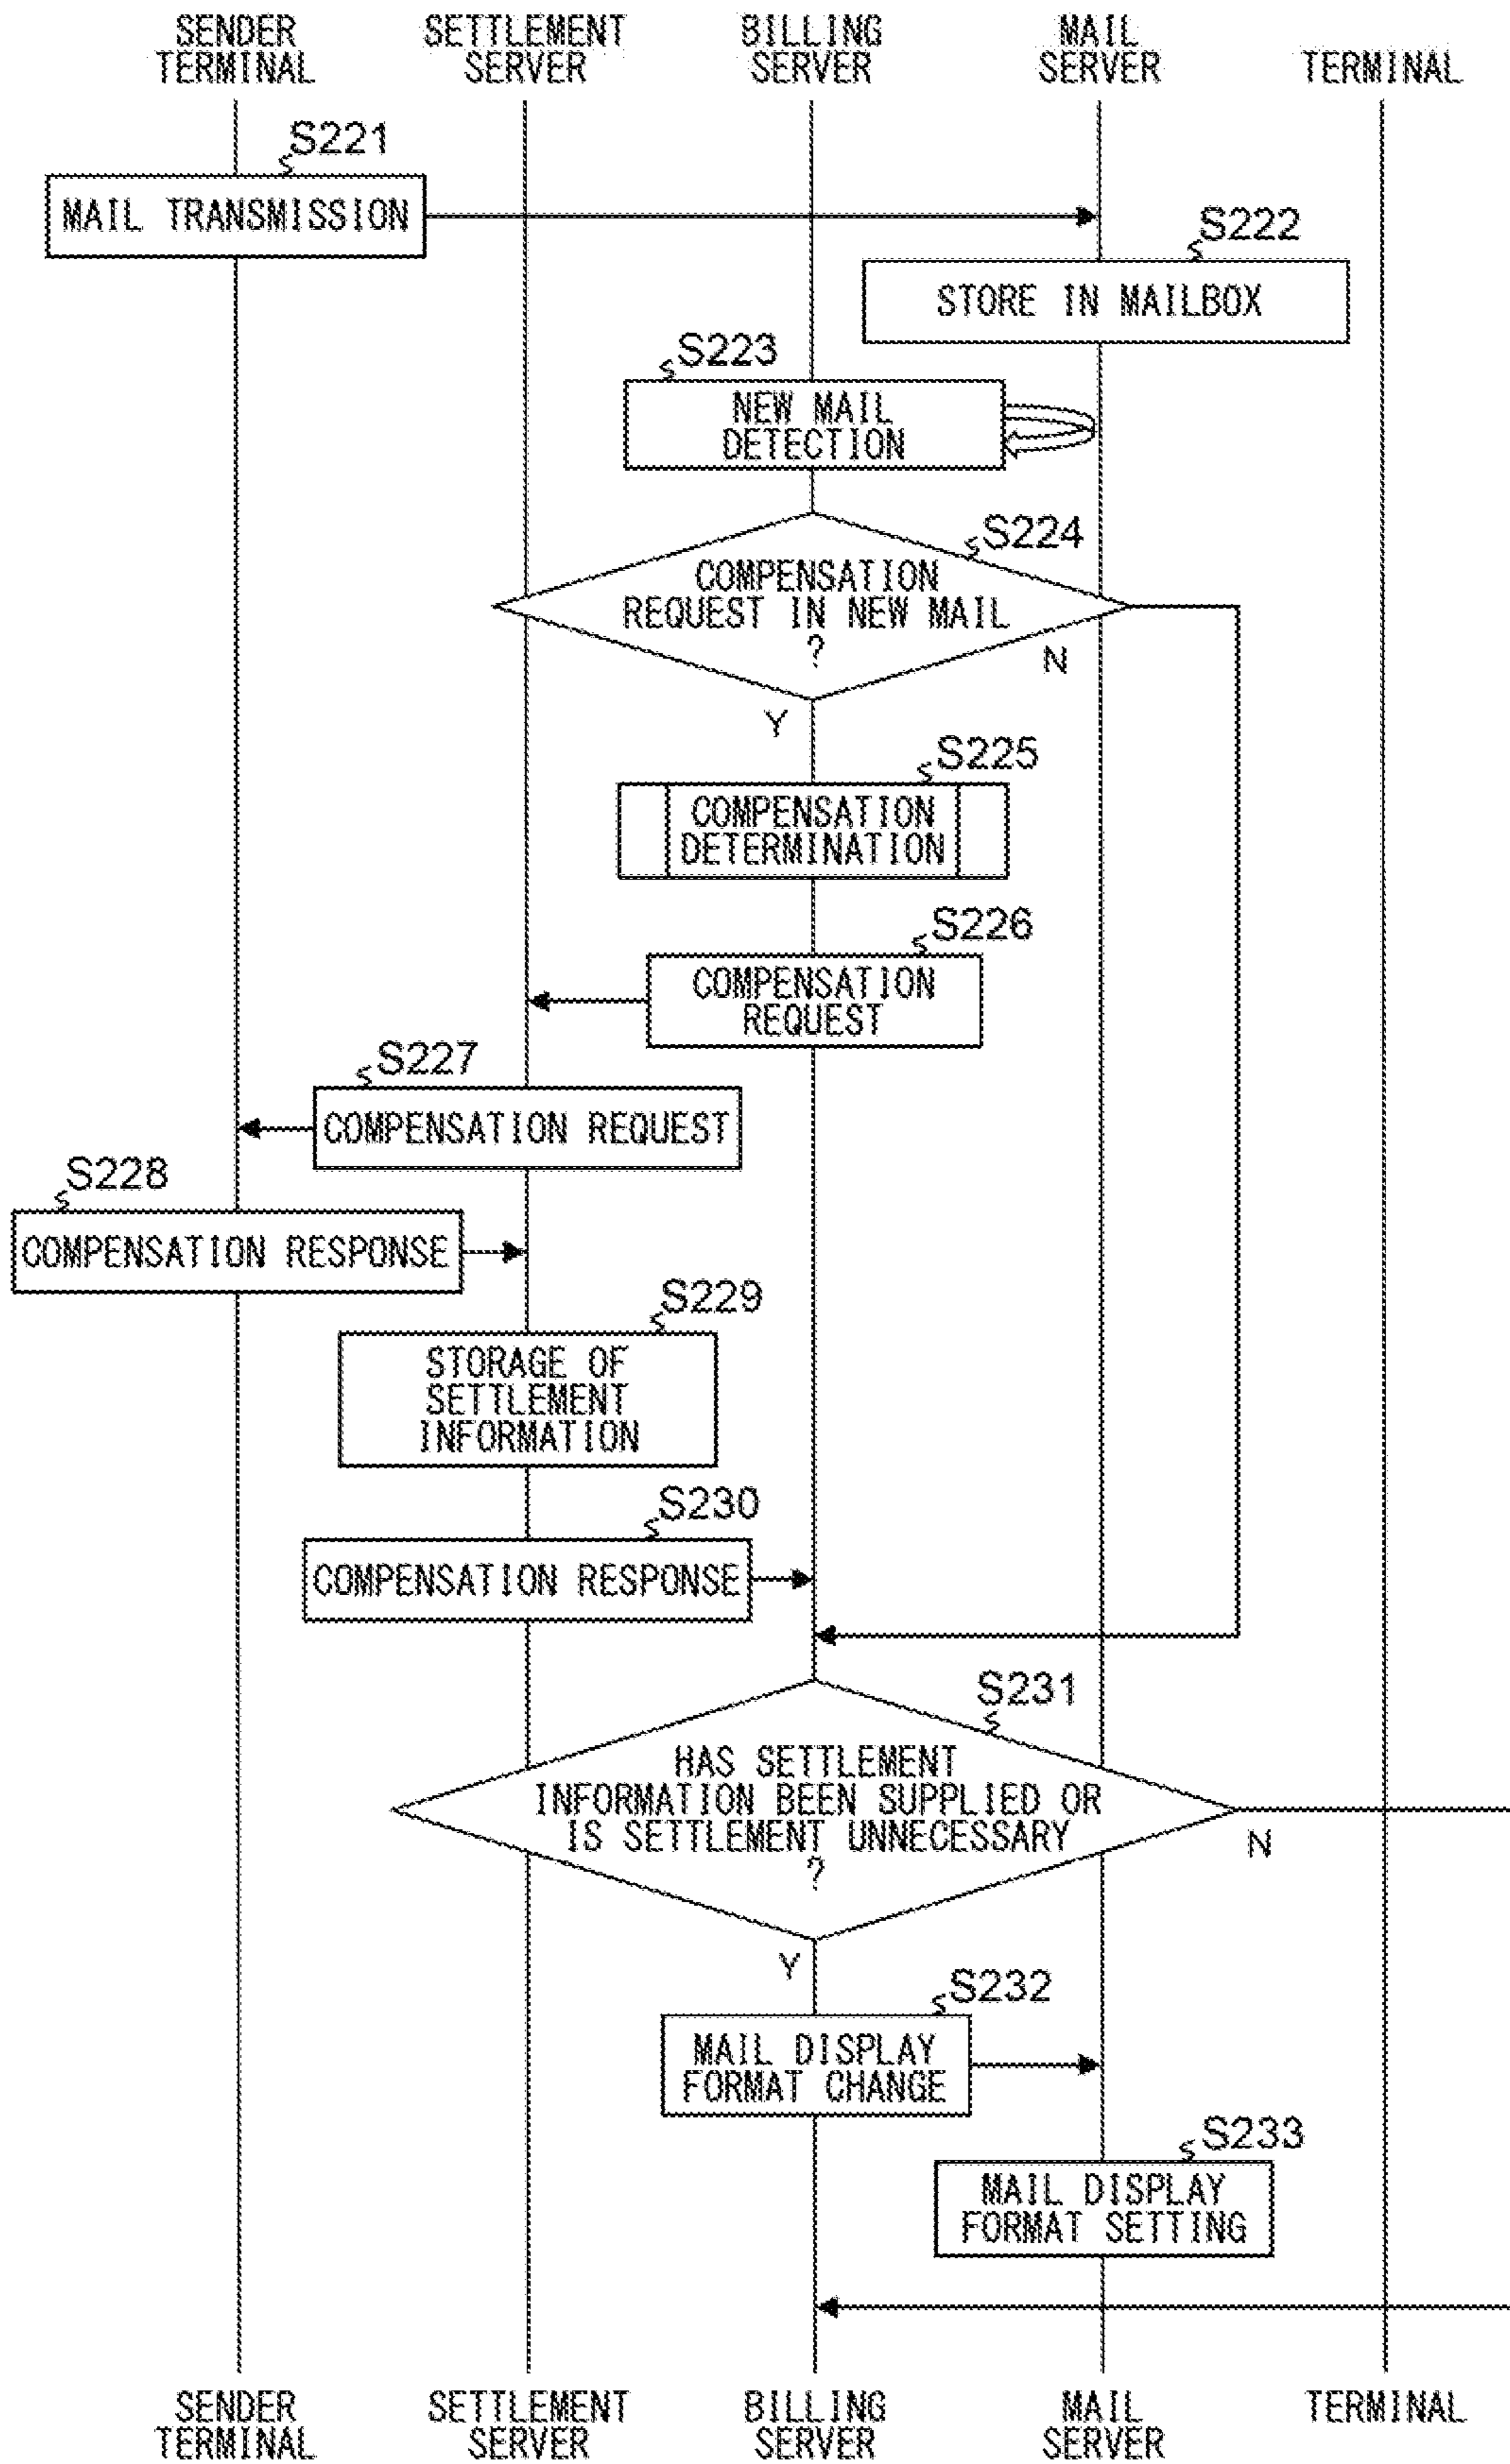 SENDER
TERMINAL
SETTLEMENT
SERVER
BILLING
SERVER
MAIL
SERVER
TERMINAL
S221
MAIL TRANSMISSION
S222
STORE IN MAILBOX
S223
NEW MAIL
DETECTION
S224
COMPENSATION
REQUEST IN NEW MAIL
?
N
Y
S225
COMPENSATION
DETERMINATION
S226
COMPENSATION
REQUEST
S227
COMPENSATION REQUEST
S228
COMPENSATION RESPONSE
S229
STORAGE OF
SETTLEMENT
INFORMATION
S230
COMPENSATION RESPONSE
S231
HAS SETTLEMENT
INFORMATION BEEN SUPPLIED OR
IS SETTLEMENT UNNECESSARY
?
N
Y
S232
MAIL DISPLAY
FORMAT CHANGE
S233
MAIL DISPLAY
FORMAT SETTING
SENDER
TERMINAL
SETTLEMENT
SERVER
BILLING
SERVER
MAIL
SERVER
TERMINAL